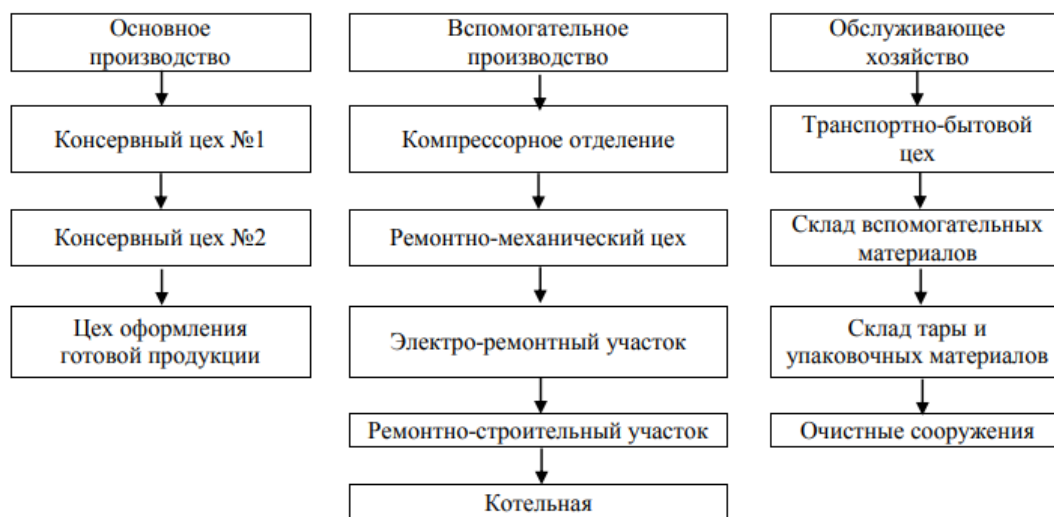 Основное
производство
Вспомогательное
производство
Обслуживающее
хозяйство
Консервный цех №1
Компрессорное отделение
Транспортно-бытовой
цех
Консервный цех №2
Ремонтно-механический цех
Склад вспомогательных
материалов
Цех оформления
готовой продукции
Электро-ремонтный участок
Склад тары и
упаковочных материалов
Ремонтно-строительный участок
Очистные сооружения
Котельная